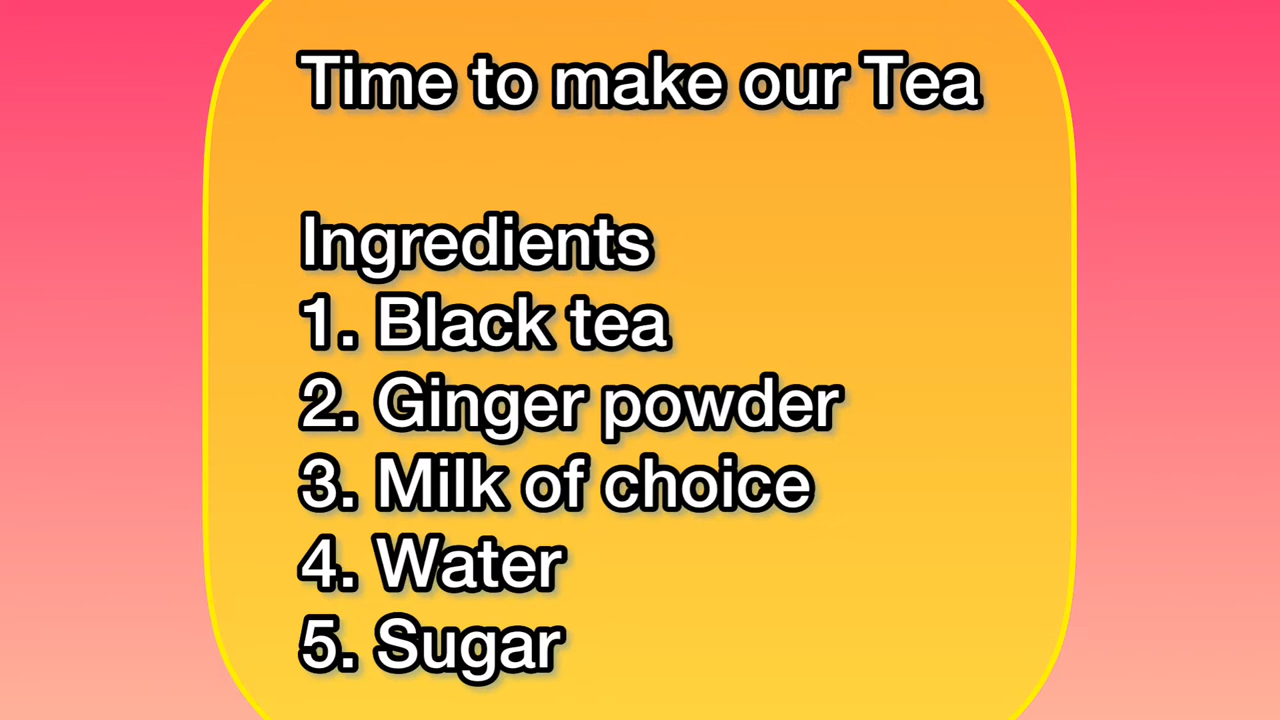 Time to make our Tea
Ingredients
1. Black tea
2. Ginger powder
3. Milk of choice
4. Water
5. Sugar